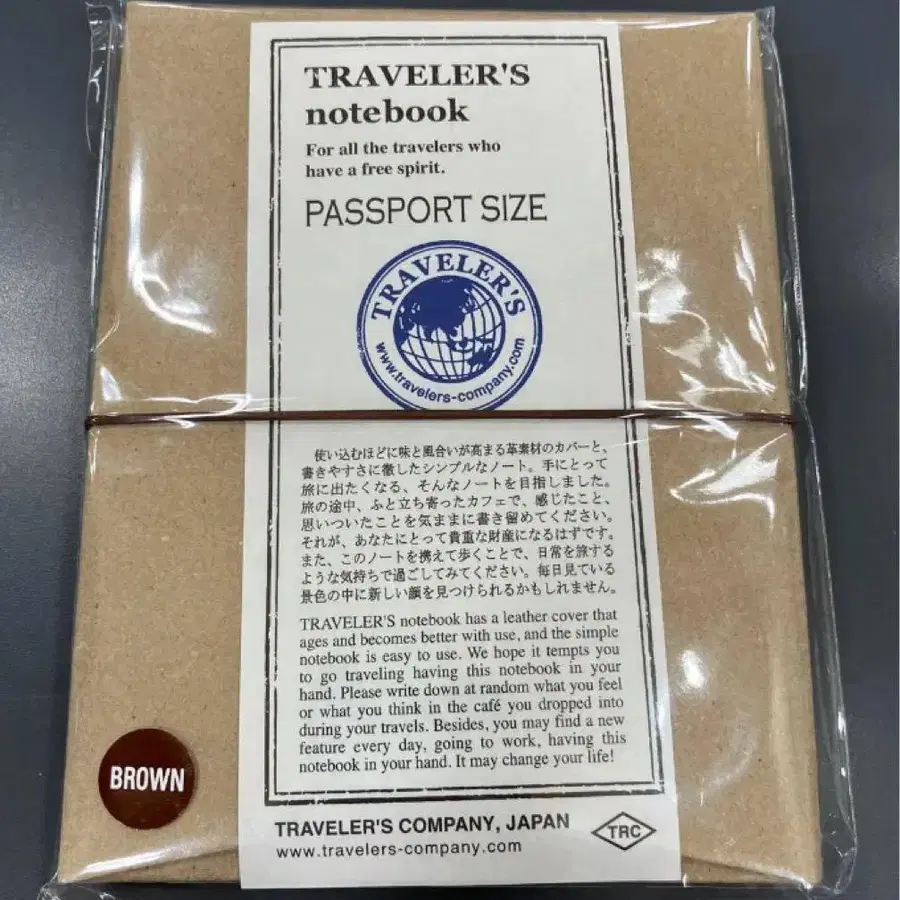 TRAVELER'S
notebook
For all the travelers who
have a free spirit.
PASSPORT SIZE
TRAVELER'S
www.travelers-company.com
使い込むほどに味と風合いが高まる革素材のカバーと、
書きやすさに徹したシンプルなノート。手にとって
旅に出たくなる、そんなノートを目指しました。
旅の途中、ふと立ち寄ったカフェで、感じたこと、
思いついたことを気ままに書き留めてください。
それが、あなたにとって貴重な財産になるはずです。
また、このノートを携えて歩くことで、日常を旅する
ような気持ちで過ごしてみてください。毎日見ている
景色の中に新しい顔を見つけられるかもしれません。
TRAVELER'S notebook has a leather cover that
ages and becomes better with use, and the simple
notebook is easy to use. We hope it tempts you
to go traveling having this notebook in your
hand. Please write down at random what you feel
or what you think in the café you dropped into
during your travels. Besides, you may find a new
feature every day, going to work, having this
notebook in your hand. It may change your life!
BROWN
TRAVELER'S COMPANY, JAPAN
TRC
www.travelers-company.com